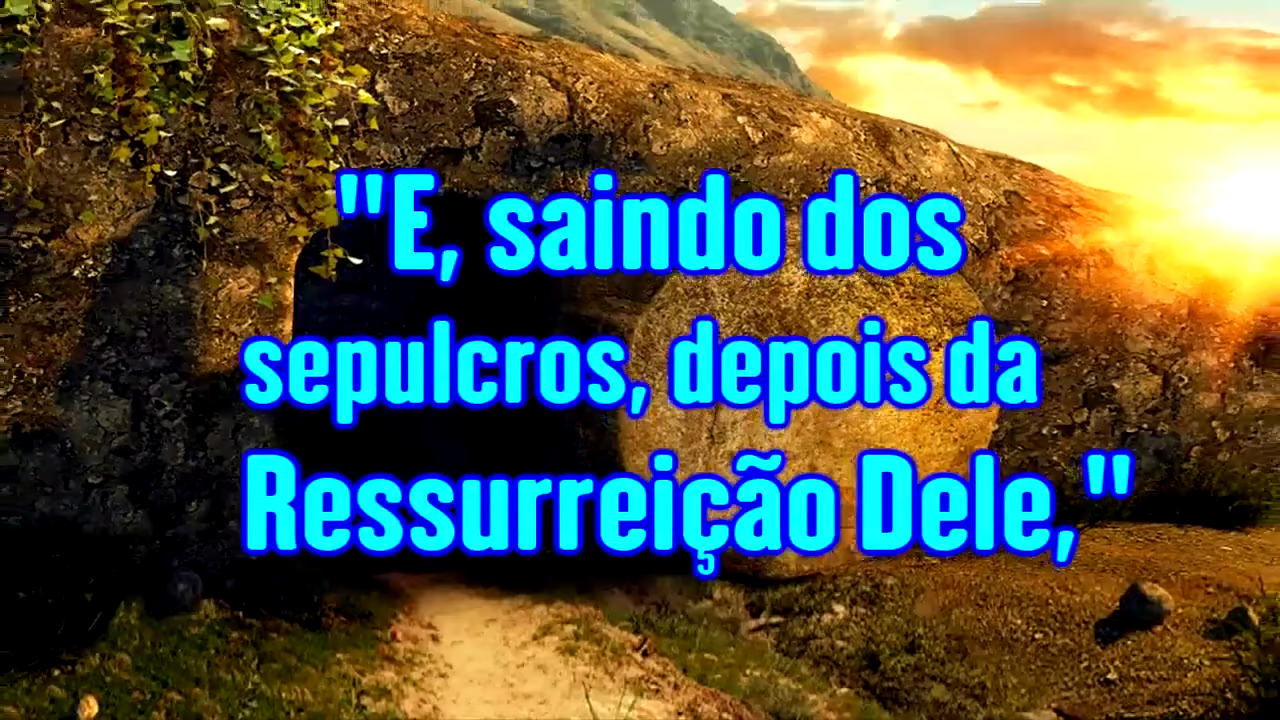 "E, saindo dos
sepulcros, depois da
Ressurreição Dele,"